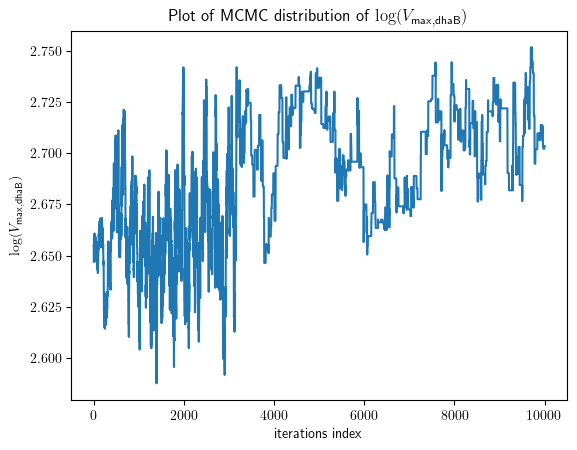 Plot of MCMC distribution of log(V_max,dhaB)
log(V_max,dhaB)
2.750
2.725
2.700
2.675
2.650
2.625
2.600
0 2000 4000 6000 8000 10000
iterations index